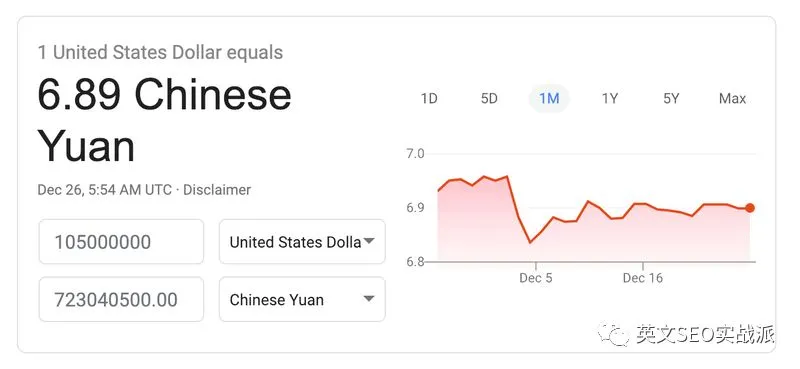 1 United States Dollar equals
6.89 Chinese
Yuan
Dec 26, 5:54 AM UTC · Disclaimer
105000000
United States Dolla
723040500.00
Chinese Yuan
1D 5D 1M 1Y 5Y Max
7.0
6.9
6.8
Dec 5 Dec 16
英文SEO实战派